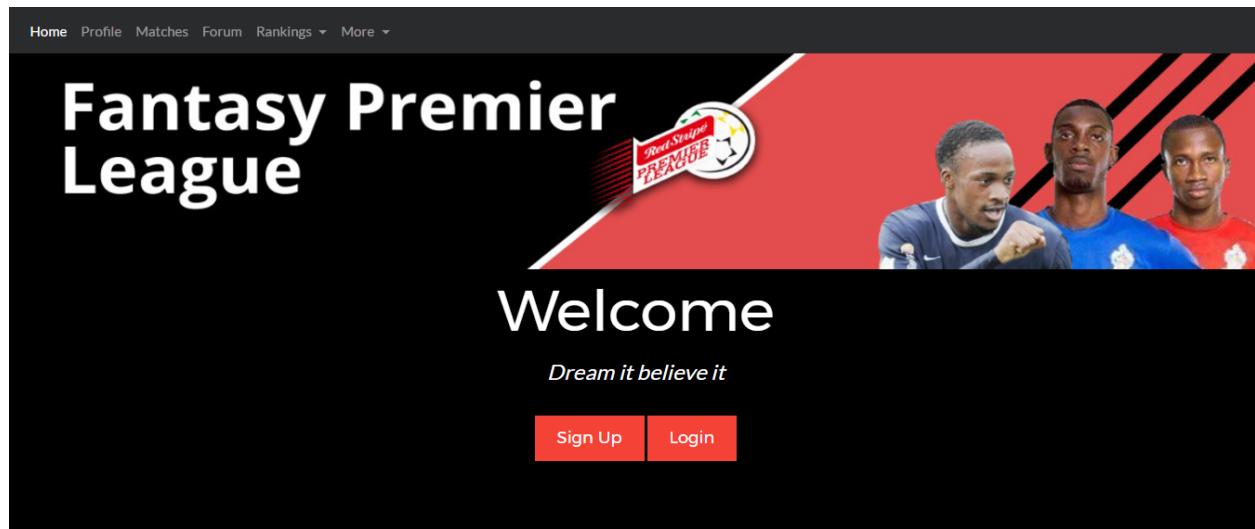 Home Profile Matches Forum Rankings More
Fantasy Premier
League
Red Stripe
PREMIER
LEAGUE
Welcome
Dream it believe it
Sign Up Login